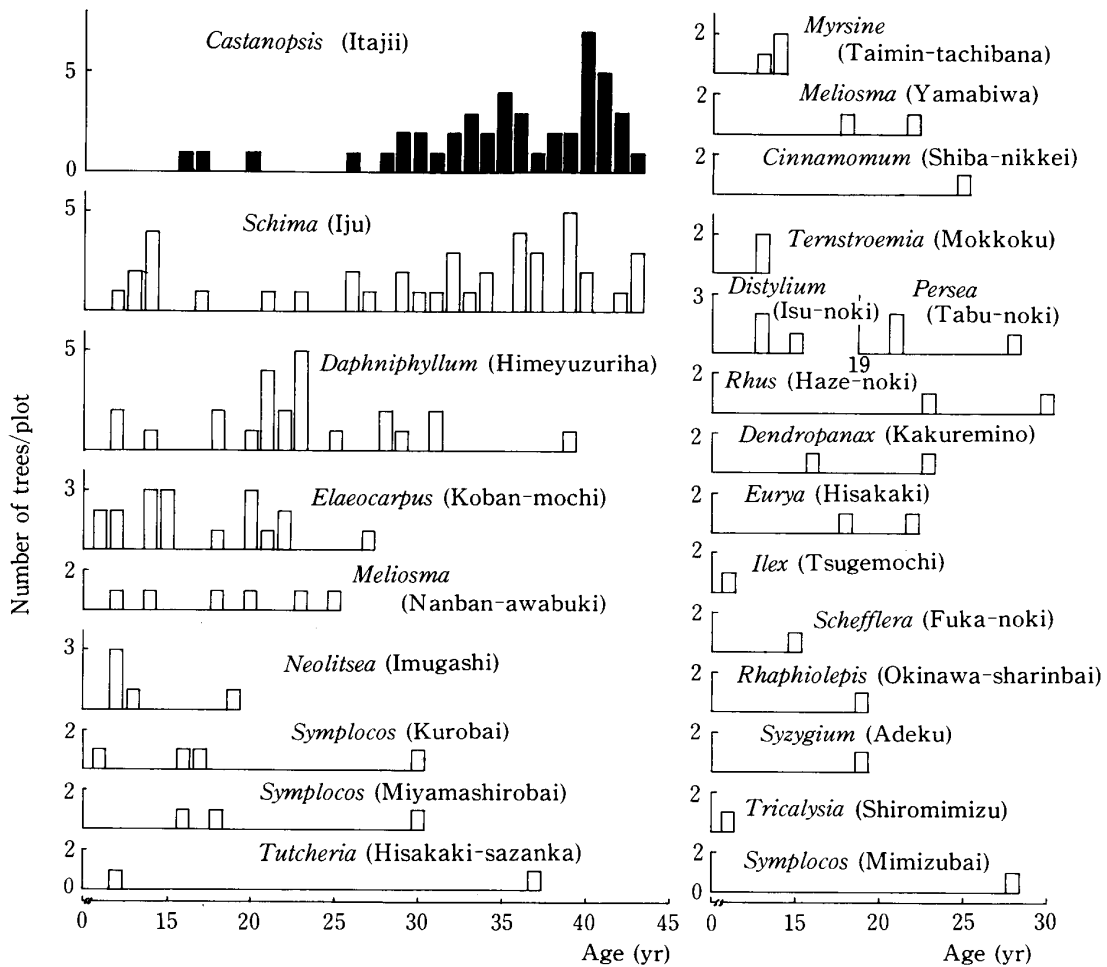 Number of trees/plot
5
0
Castanopsis (Itajii)
5
Schima (Iju)
5
Daphniphyllum (Himeyuzuriha)
3
Elaeocarpus (Koban-mochi)
2
Meliosma
(Nanban-awabuki)
3
Neolitsea (Imugashi)
2
Symplocos (Kurobai)
2
Symplocos (Miyamashirobai)
2
0
Tutcheria (Hisakaki-sazanka)
0 10 15 20 25 30 35 40 45
Age (yr)
2
Myrsine
(Taimin-tachibana)
2
Meliosma (Yamabiwa)
2
Cinnamomum (Shiba-nikkei)
2
Ternstroemia (Mokkoku)
3
Distylium
(Isu-noki)
Persea
(Tabu-noki)
19
2
Rhus (Haze-noki)
2
Dendropanax (Kakuremino)
2
Eurya (Hisakaki)
2
Ilex (Tsugemochi)
2
Schefflera (Fuka-noki)
2
Rhaphiolepis (Okinawa-sharinbai)
2
Syzygium (Adeku)
2
Tricalysia (Shiromimizu)
2
0
Symplocos (Mimizubai)
0 15 20 25 30
Age (yr)